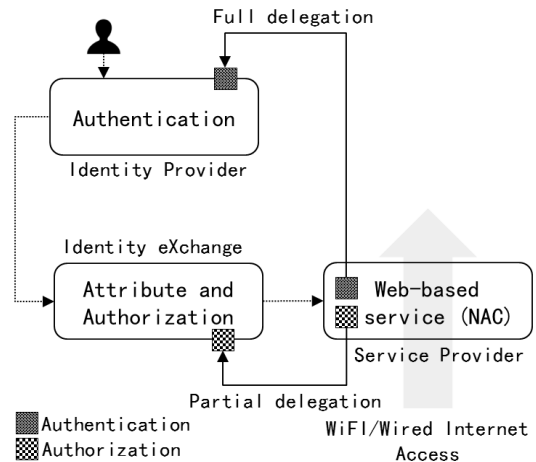 Full delegation
Authentication
Identity Provider
Identity eXchange
Attribute and
Authorization
Web-based
service (NAC)
Service Provider
Partial delegation
WiFI/Wired Internet
Access
Authentication
Authorization